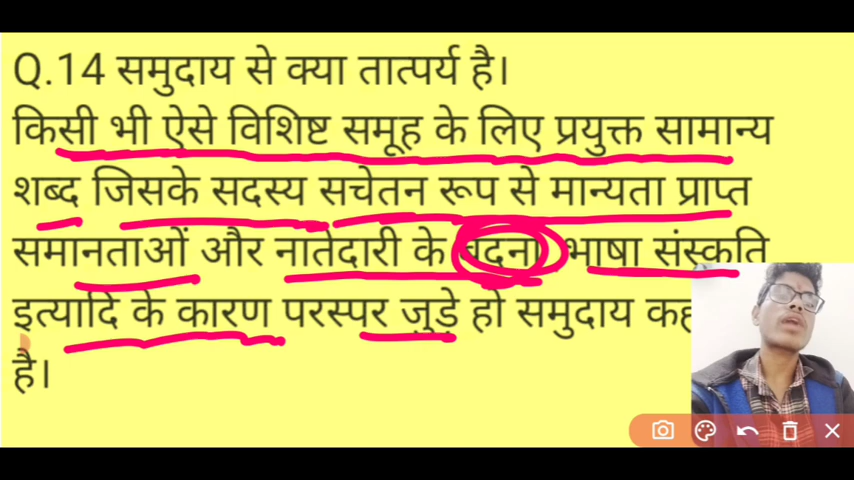 Q.14 समुदाय से क्या तात्पर्य है।
किसी भी ऐसे विशिष्ट समूह के लिए प्रयुक्त सामान्य
शब्द जिसके सदस्य सचेतन रूप से मान्यता प्राप्त
समानताओं और नातेदारी के भाषा संस्कृति
इत्यादि के कारण परस्पर जुड़े हो समुदाय
है।